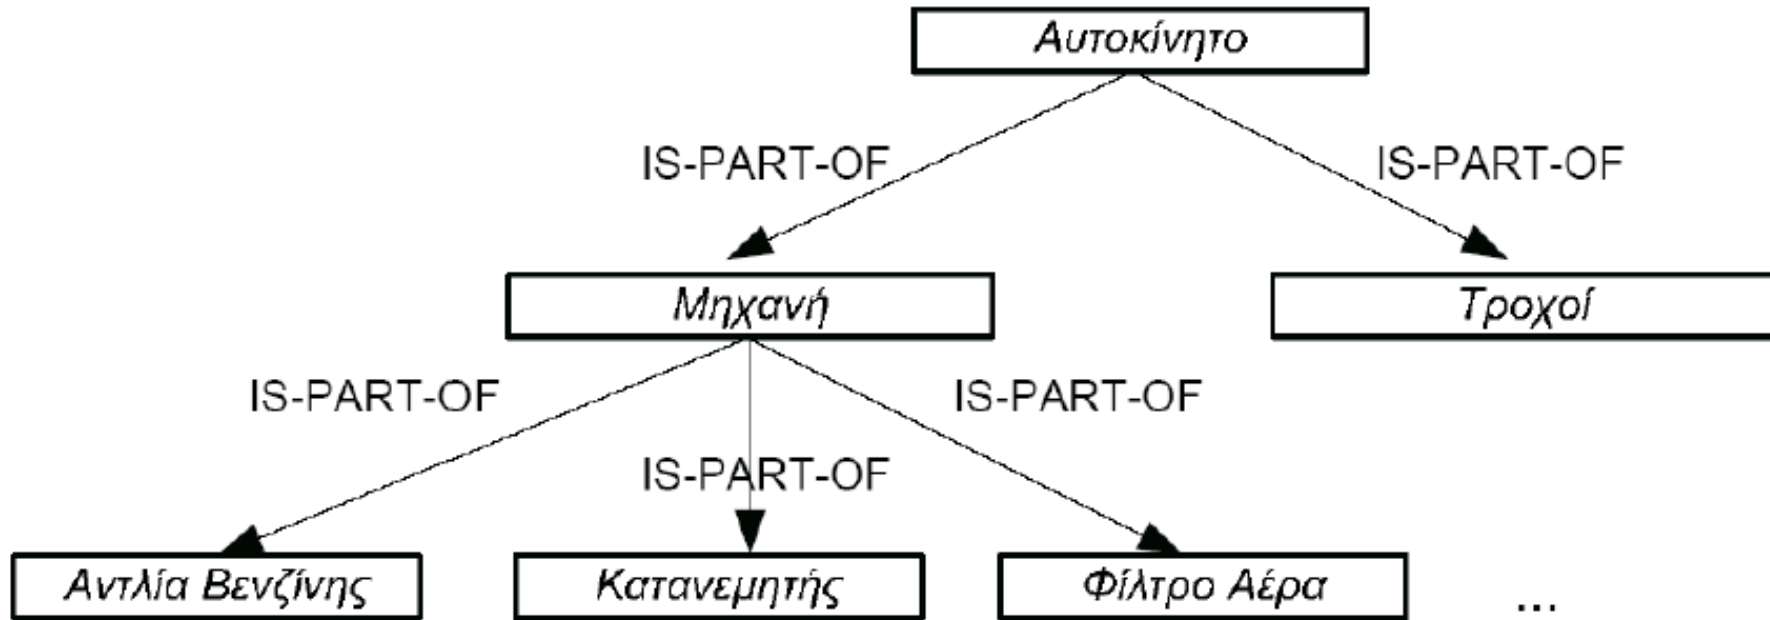 Αυτοκίνητο
IS-PART-OF
IS-PART-OF
Μηχανή
Τροχοί
IS-PART-OF
IS-PART-OF
IS-PART-OF
Αντλία Βενζίνης
Κατανεμητής
Φίλτρο Αέρα
...